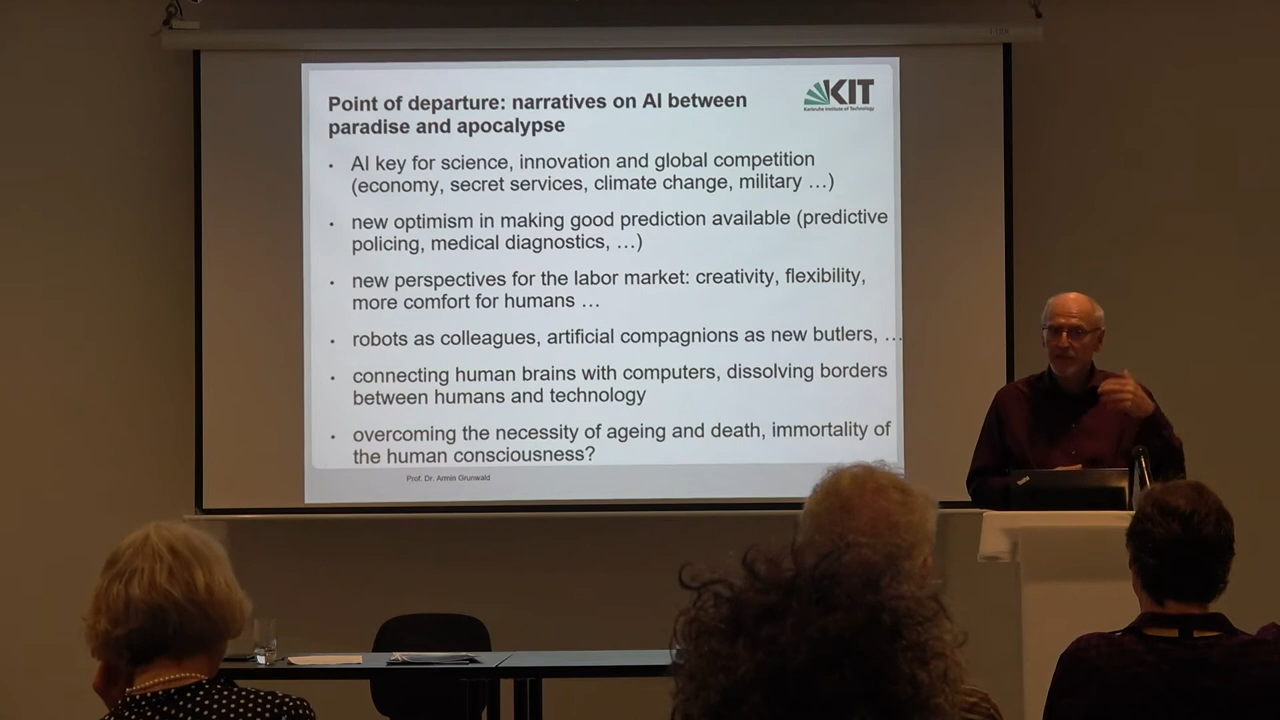 Point of departure: narratives on AI between
paradise and apocalypse
KIT
Karlsruhe Institute of Technology
• AI key for science, innovation and global competition
(economy, secret services, climate change, military …)
• new optimism in making good prediction available (predictive
policing, medical diagnostics, …)
• new perspectives for the labor market: creativity, flexibility,
more comfort for humans …
• robots as colleagues, artificial compagnions as new butlers, …
• connecting human brains with computers, dissolving borders
between humans and technology
• overcoming the necessity of ageing and death, immortality of
the human consciousness?
Prof. Dr. Armin Grunwald